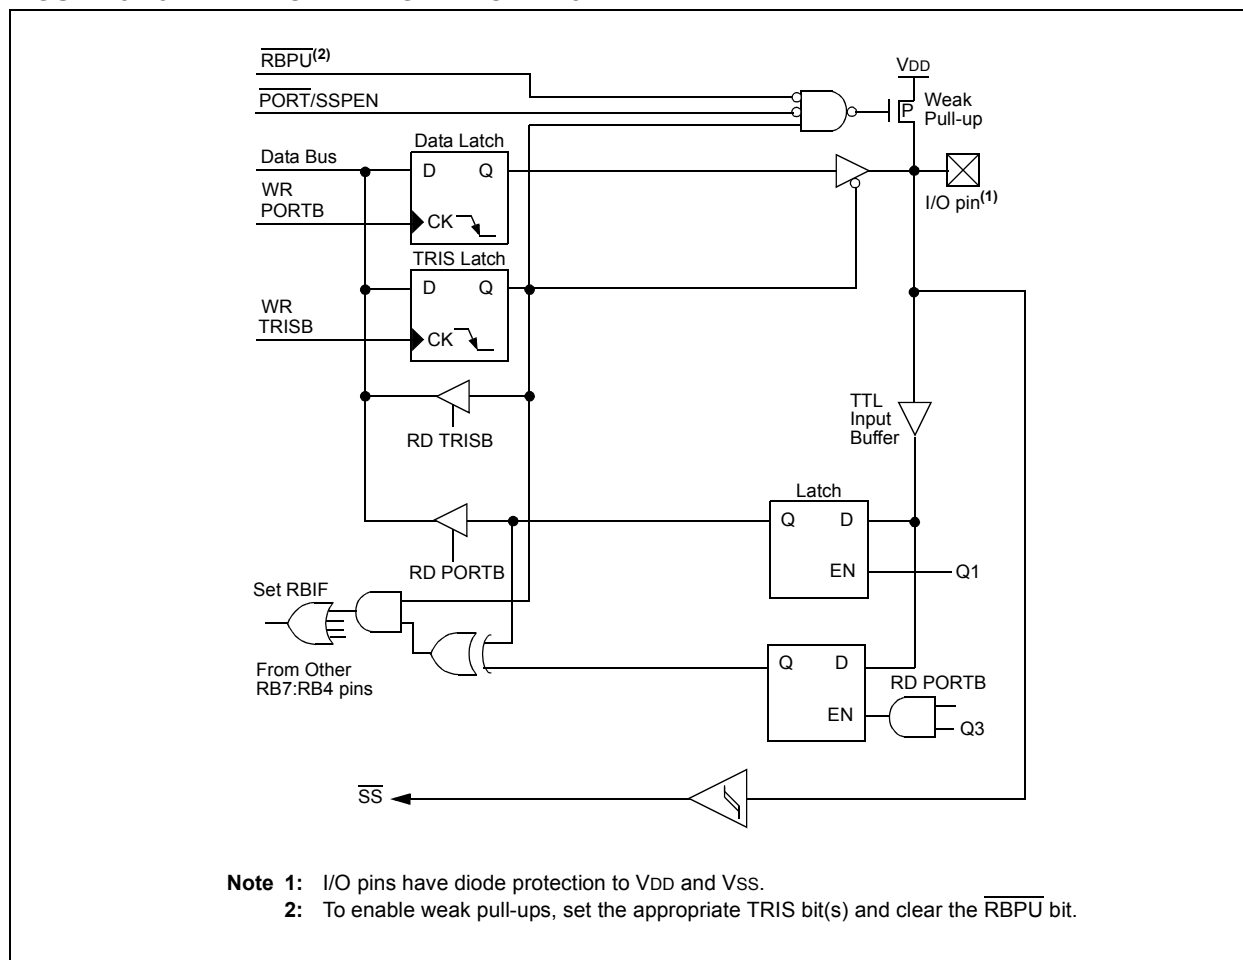 RBPU(2)
VDD
PORT/SSPEN
P
Weak
Pull-up
Data Latch
Data Bus
D
Q
WR
PORTB
CK
I/O pin(1)
TRIS Latch
D
Q
WR
TRISB
CK
TTL
Input
Buffer
RD TRISB
Latch
Q
D
EN
Q1
RD PORTB
Set RBIF
From Other
RB7:RB4 pins
Q
D
RD PORTB
EN
Q3
SS
Note 1: I/O pins have diode protection to VDD and VSS.
2: To enable weak pull-ups, set the appropriate TRIS bit(s) and clear the RBPU bit.